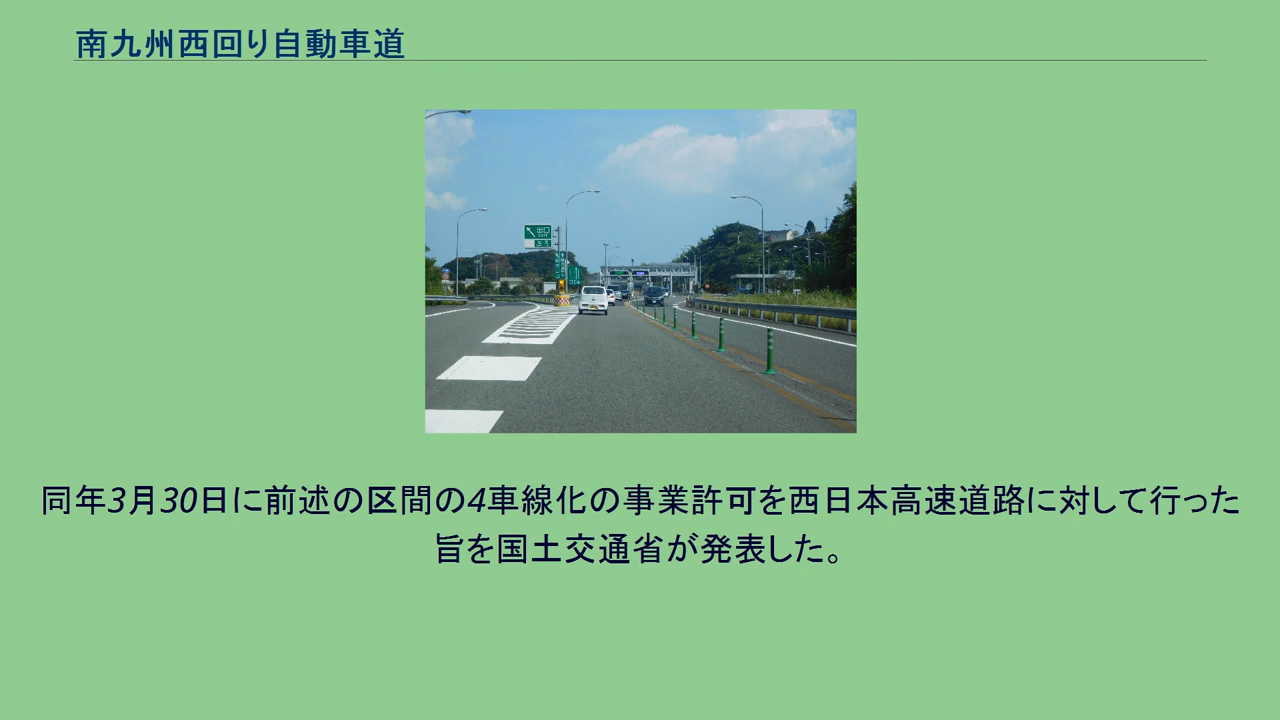 南九州西回り自動車道
出口
EXIT
同年3月30日に前述の区間の4車線化の事業許可を西日本高速道路に対して行った
旨を国土交通省が発表した。